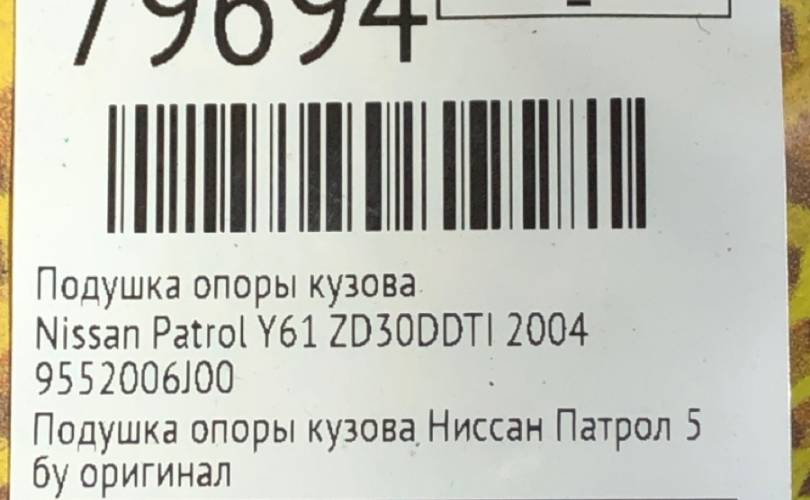 79694
Подушка опоры кузова
Nissan Patrol Y61 ZD30DDTI 2004
9552006J00
Подушка опоры кузова Ниссан Патрол 5
бу оригинал